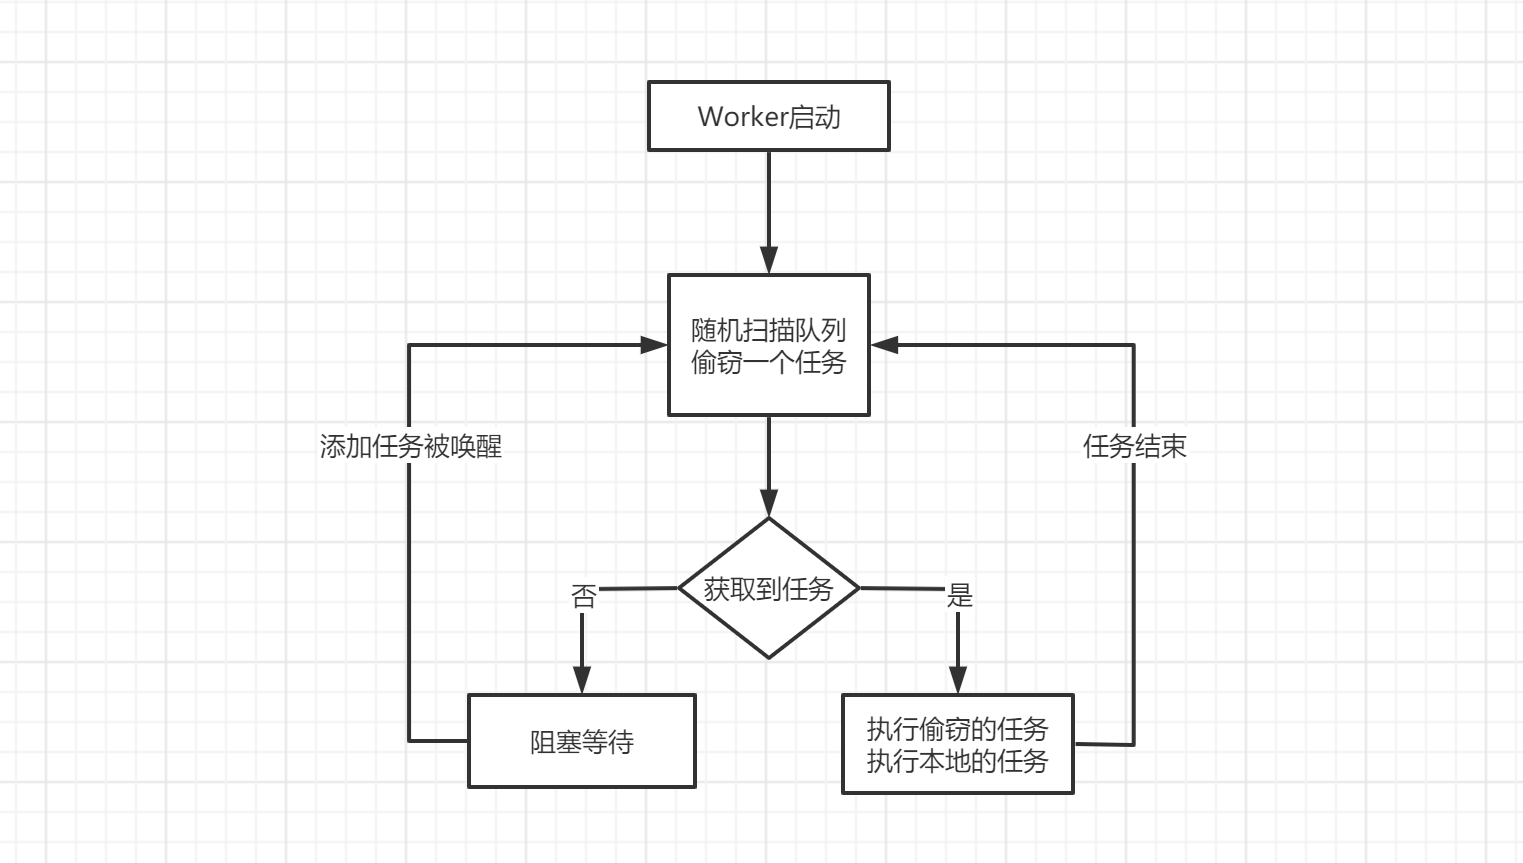 Worker启动
随机扫描队列
偷窃一个任务
添加任务被唤醒
任务结束
获取到任务
否
是
阻塞等待
执行偷窃的任务
执行本地的任务